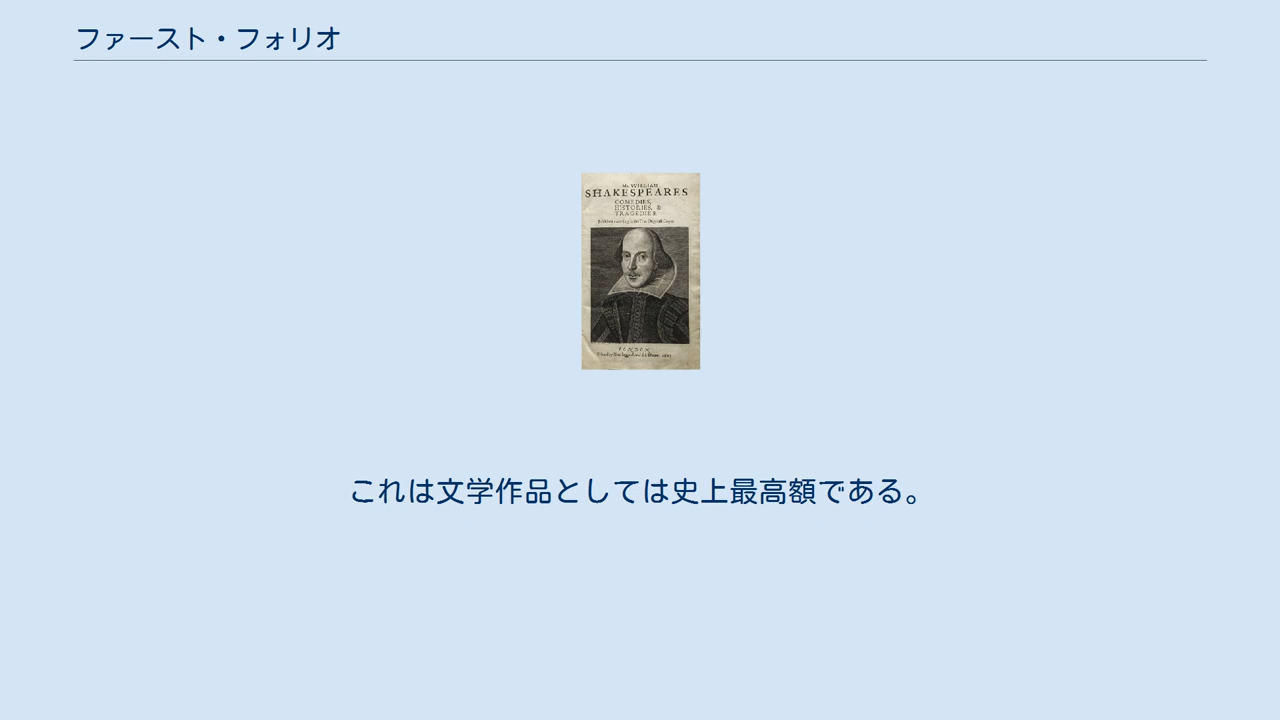 ファースト・フォリオ
Mr. WILLIAM
SHAKESPEARES
COMEDIES,
HISTORIES, &
TRAGEDIES
LONDON
これは文学作品としては史上最高額である。